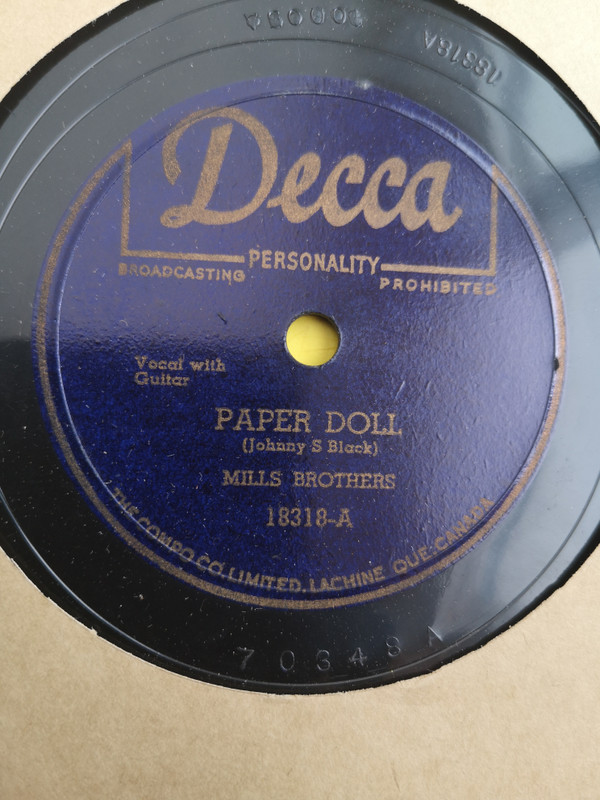 18318A
Decca
PERSONALITY
BROADCASTING PROHIBITED
Vocal with
Guitar
PAPER DOLL
(Johnny S Black)
MILLS BROTHERS
18318-A
THE COMPO CO. LIMITED, LACHINE QUE. CANADA
70348 A